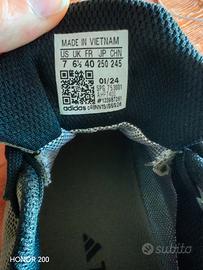 MADE IN VIETNAM
US UK FR JP CHN
7 6½ 40 250 245
01/24
adidas
HONOR 200
subito